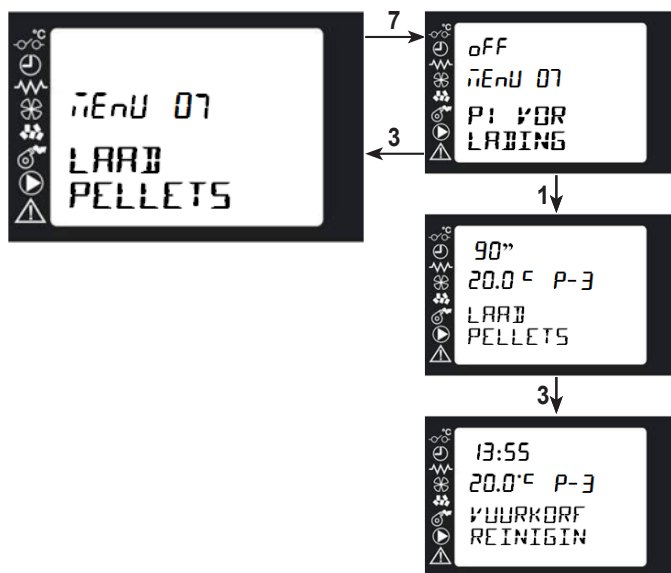 °C
MEnU 07
LAAD
PELLETS
7
3
°C
oFF
MEnU 07
P1 VOR
LADING
1
°C
90”
20.0 c P-3
LAAD
PELLETS
3
°C
13:55
20.0°c P-3
VUURKORF
REINIGIN